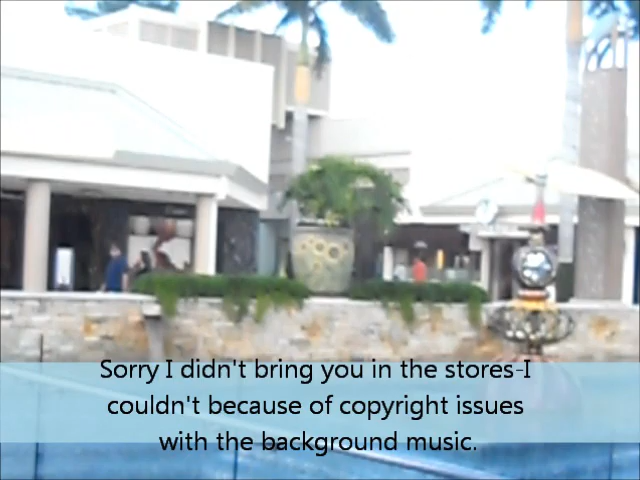 Sorry I didn't bring you in the stores-I
couldn't because of copyright issues
with the background music.